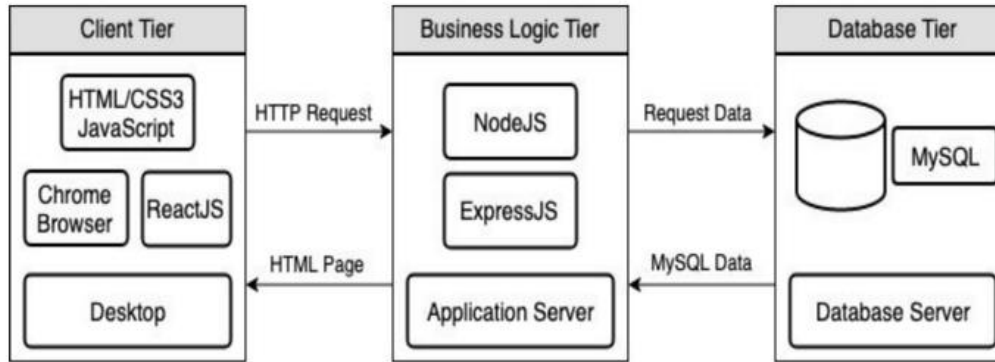 Client Tier
HTML/CSS3
JavaScript
Chrome
Browser
ReactJS
Desktop
HTTP Request
HTML Page
Business Logic Tier
NodeJS
ExpressJS
Application Server
Request Data
MySQL Data
Database Tier
MySQL
Database Server